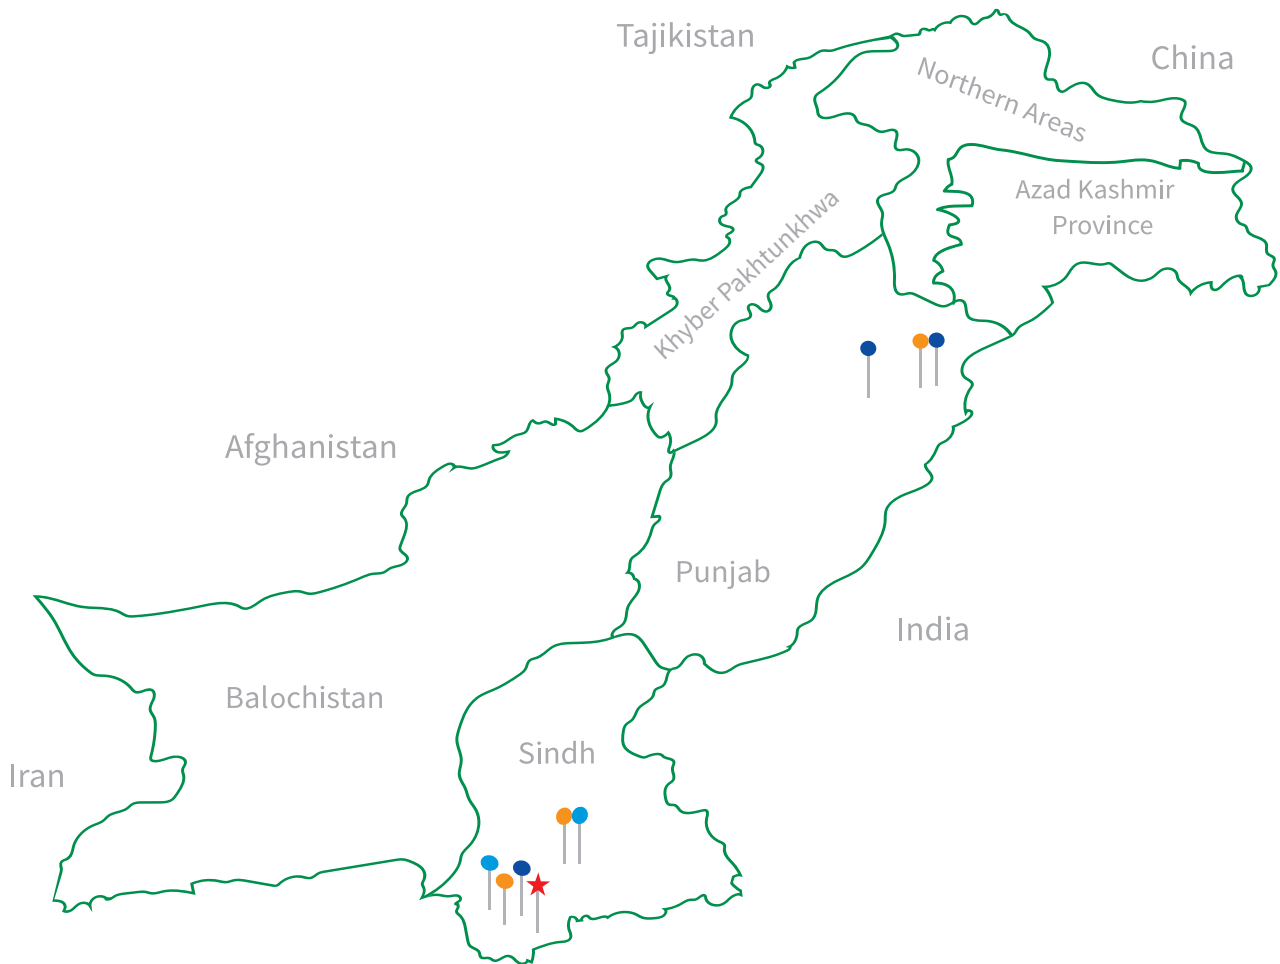 Tajikistan
China
Northern Areas
Azad Kashmir
Province
Khyber Pakhtunkhwa
Afghanistan
Punjab
India
Balochistan
Sindh
Iran